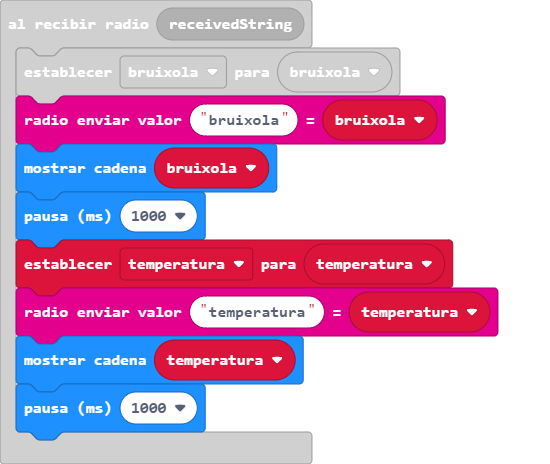 al recibir radio receivedString
establecer bruixola para bruixola
radio enviar valor "bruixola" = bruixola
mostrar cadena bruixola
pausa (ms) 1000
establecer temperatura para temperatura
radio enviar valor "temperatura" = temperatura
mostrar cadena temperatura
pausa (ms) 1000